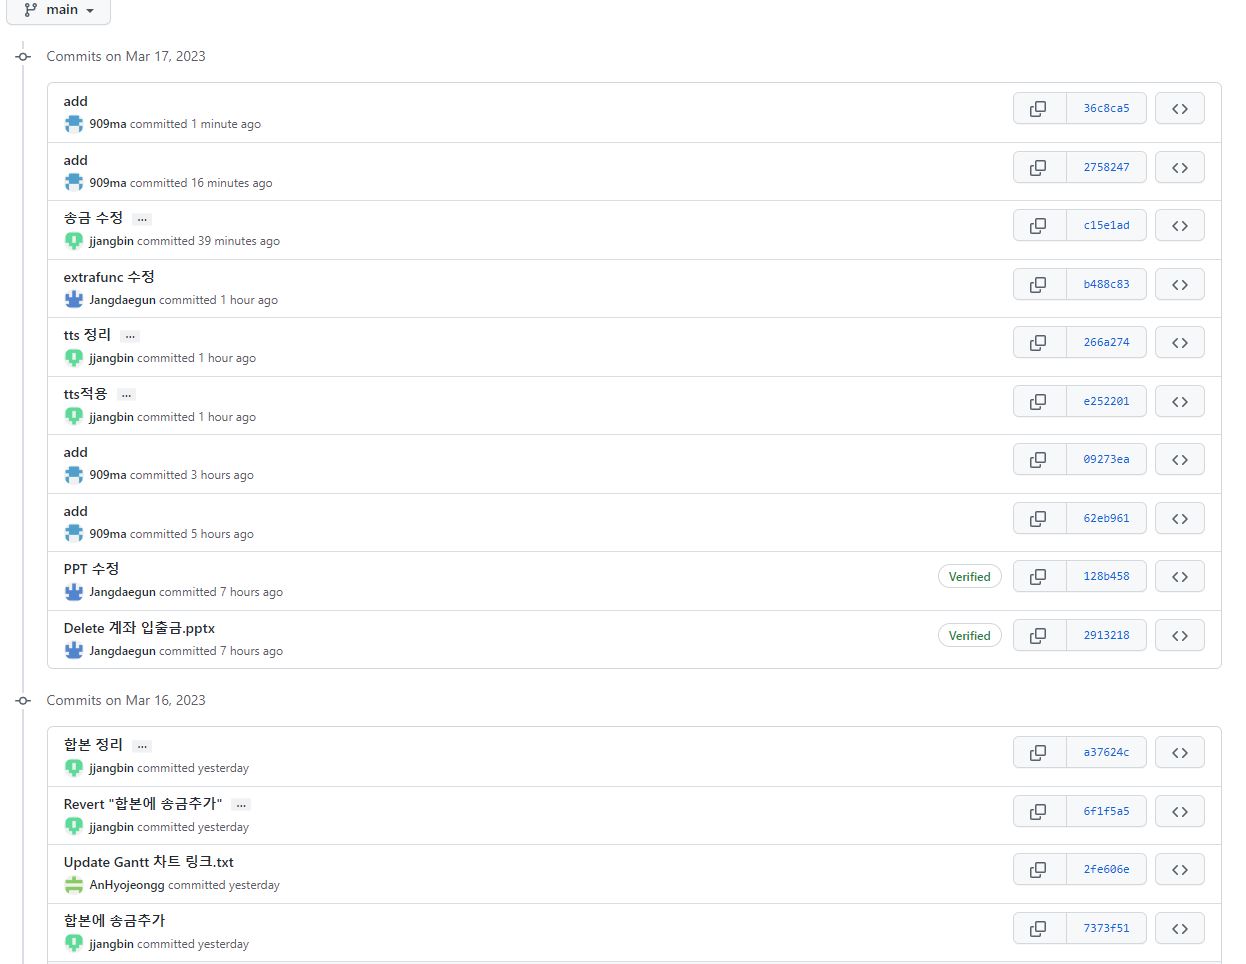 main
Commits on Mar 17, 2023
add
36c8ca5
909ma committed 1 minute ago
add
2758247
909ma committed 16 minutes ago
송금 수정 ...
c15e1ad
jjangbin committed 39 minutes ago
extrafunc 수정
b488c83
Jangdaegun committed 1 hour ago
tts 정리 ...
266a274
jjangbin committed 1 hour ago
tts적용 ...
e252201
jjangbin committed 1 hour ago
add
09273ea
909ma committed 3 hours ago
add
62eb961
909ma committed 5 hours ago
PPT 수정
Verified
128b458
Jangdaegun committed 7 hours ago
Delete 계좌 입출금.pptx
Verified
2913218
Jangdaegun committed 7 hours ago
Commits on Mar 16, 2023
합본 정리 ...
a37624c
jjangbin committed yesterday
Revert "합본에 송금추가" ...
6f1f5a5
jjangbin committed yesterday
Update Gantt 차트 링크.txt
2fe606e
AnHyojeongg committed yesterday
합본에 송금추가
7373f51
jjangbin committed yesterday